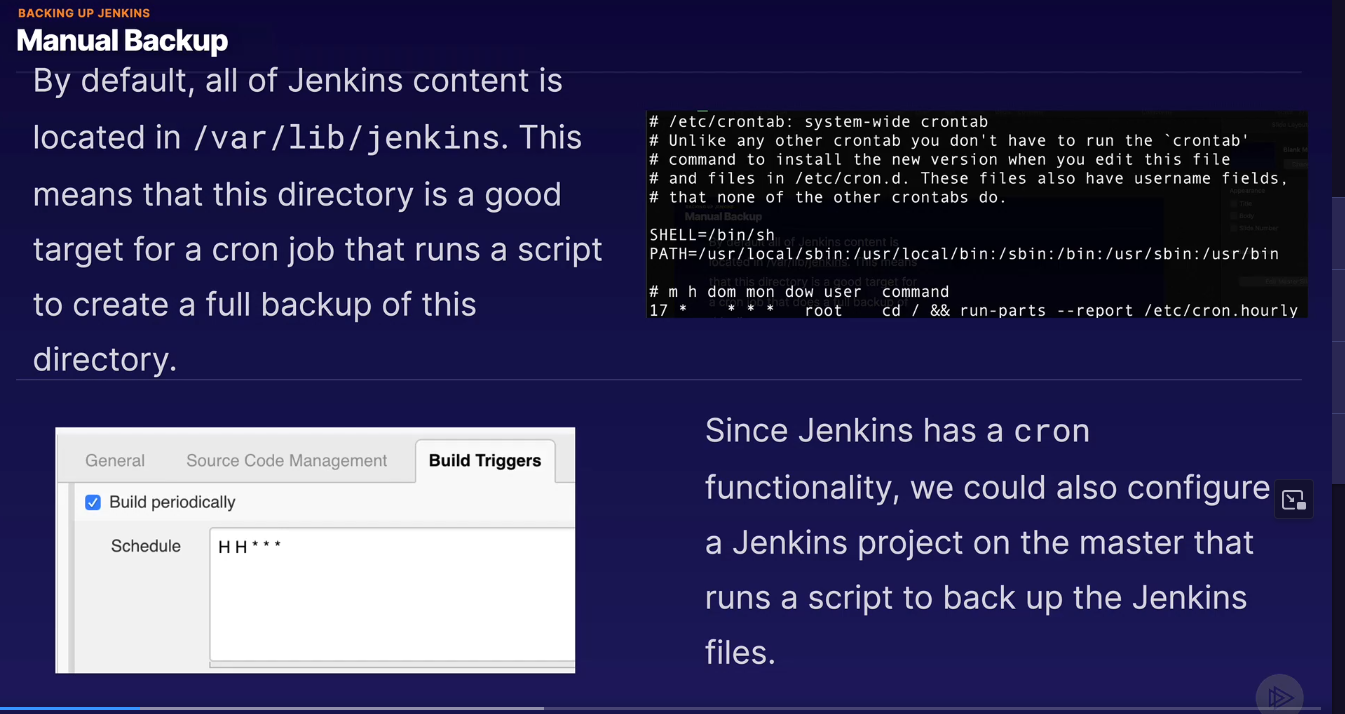 BACKING UP JENKINS
Manual Backup
By default, all of Jenkins content is
located in /var/lib/jenkins. This
means that this directory is a good
target for a cron job that runs a script
to create a full backup of this
directory.
# /etc/crontab: system-wide crontab
# Unlike any other crontab you don't have to run the `crontab'
# command to install the new version when you edit this file
# and files in /etc/cron.d. These files also have username fields,
# that none of the other crontabs do.
Manual Backup
SHELL=/bin/sh
PATH=/usr/local/sbin:/usr/local/bin:/sbin:/bin:/usr/sbin:/usr/bin
# m h dom mon dow user  command
17 *    * * *   root    cd / && run-parts --report /etc/cron.hourly
General Source Code Management Build Triggers
Build periodically
Schedule H H * * *
Since Jenkins has a cron
functionality, we could also configure
a Jenkins project on the master that
runs a script to back up the Jenkins
files.